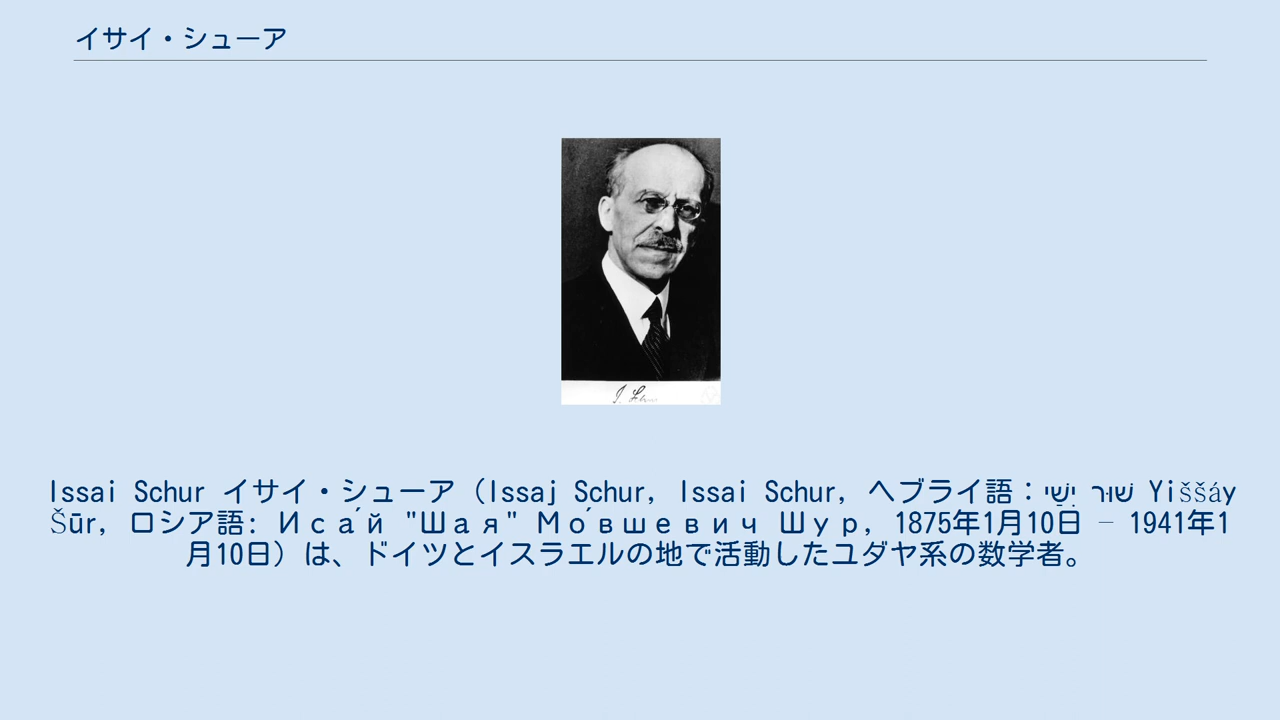 イサイ・シューア
I. Schur
Issai Schur イサイ・シューア（Issaj Schur, Issai Schur, ヘブライ語：יִשַׁי שׁוּר Yiššáy
Šūr, ロシア語: Исаи́й "Шая" Мо́вшевич Шур, 1875年1月10日 – 1941年1
月10日）は、ドイツとイスラエルの地で活動したユダヤ系の数学者。